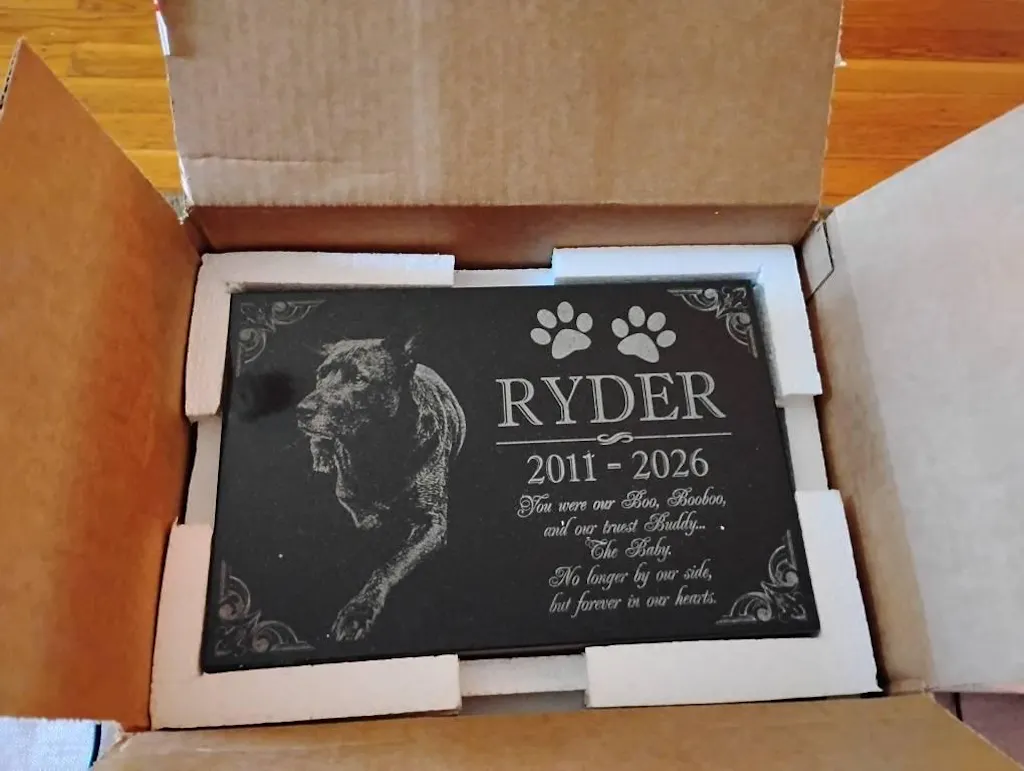 RYDER
2011 - 2026
You were our Boo, Booboo,
and our truest Buddy...
The Baby.
No longer by our side,
but forever in our hearts.